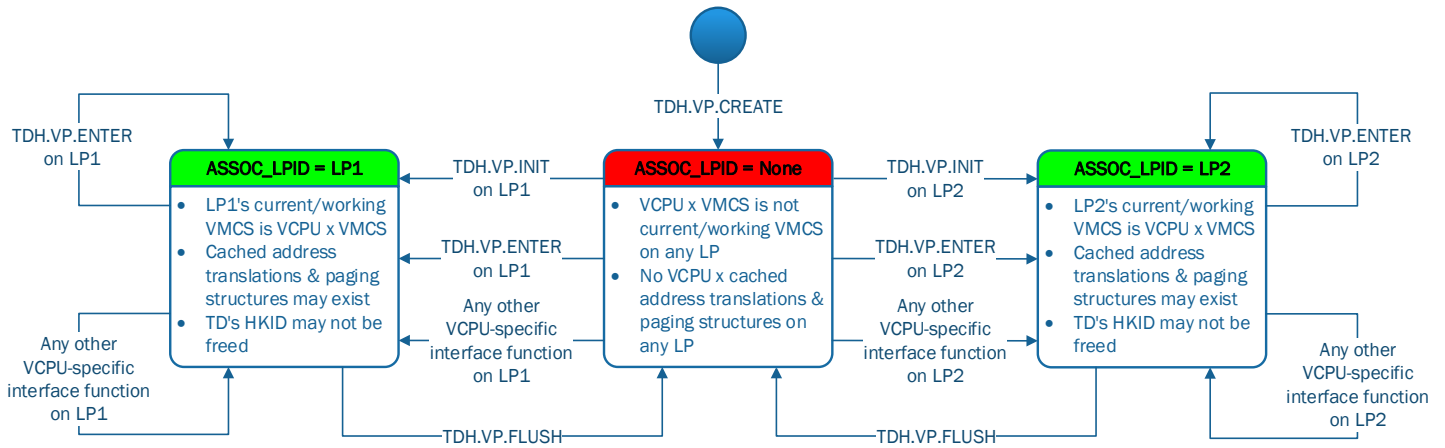 TDH.VP.CREATE
TDH.VP.ENTER
on LP1
ASSOC_LPID = LP1
• LP1's current/working
VMCS is VCPU x VMCS
• Cached address
translations & paging
structures may exist
• TD's HKID may not be
freed
Any other
VCPU-specific
interface function
on LP1
TDH.VP.INIT
on LP1
TDH.VP.ENTER
on LP1
Any other
VCPU-specific
interface function
on LP1
TDH.VP.FLUSH
ASSOC_LPID = None
• VCPU x VMCS is not
current/working VMCS
on any LP
• No VCPU x cached
address translations &
paging structures on
any LP
TDH.VP.INIT
on LP2
TDH.VP.ENTER
on LP2
Any other
VCPU-specific
interface function
on LP2
TDH.VP.FLUSH
ASSOC_LPID = LP2
• LP2's current/working
VMCS is VCPU x VMCS
• Cached address
translations & paging
structures may exist
• TD's HKID may not be
freed
TDH.VP.ENTER
on LP2
Any other
VCPU-specific
interface function
on LP2